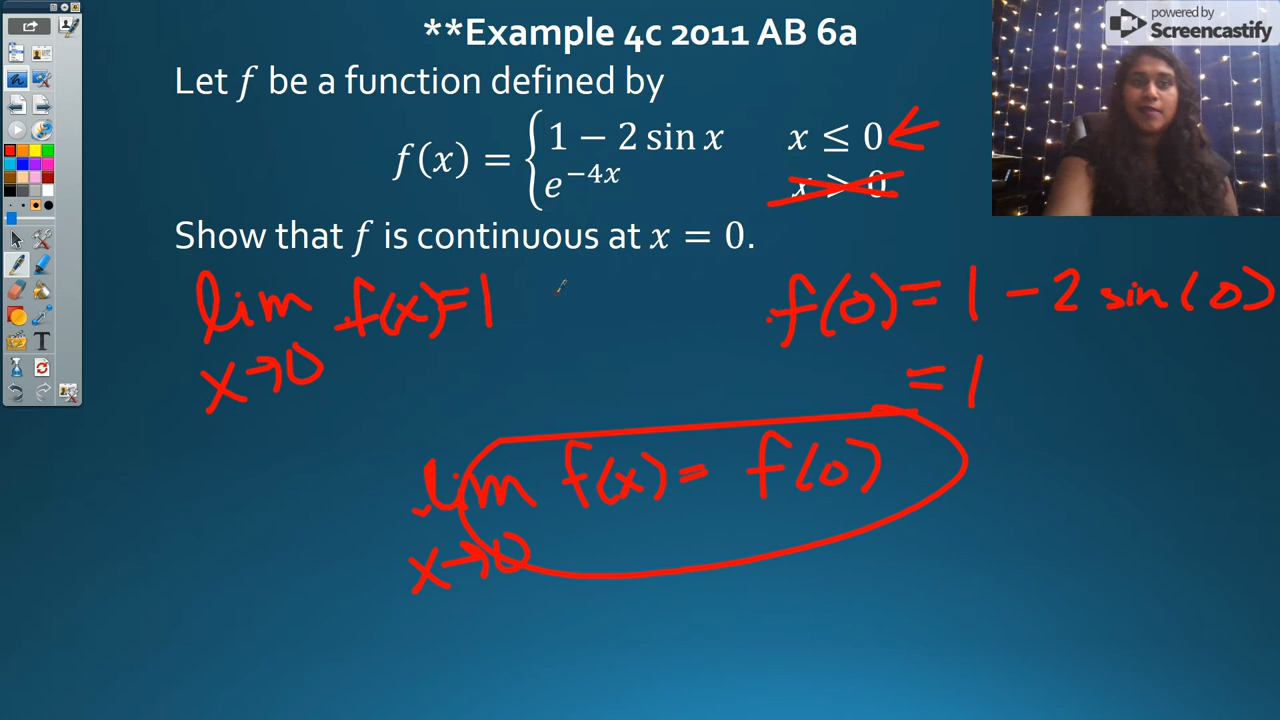 powered by
Screencastify
**Example 4c 2011 AB 6a
Let f be a function defined by
f(x) = { 1 − 2 sin x    x ≤ 0
e^{−4x}    x > 0
Show that f is continuous at x = 0.
lim f(x) = 1    f(0) = 1 − 2 sin(0)
x→0    = 1
lim f(x) = f(0)
x→0